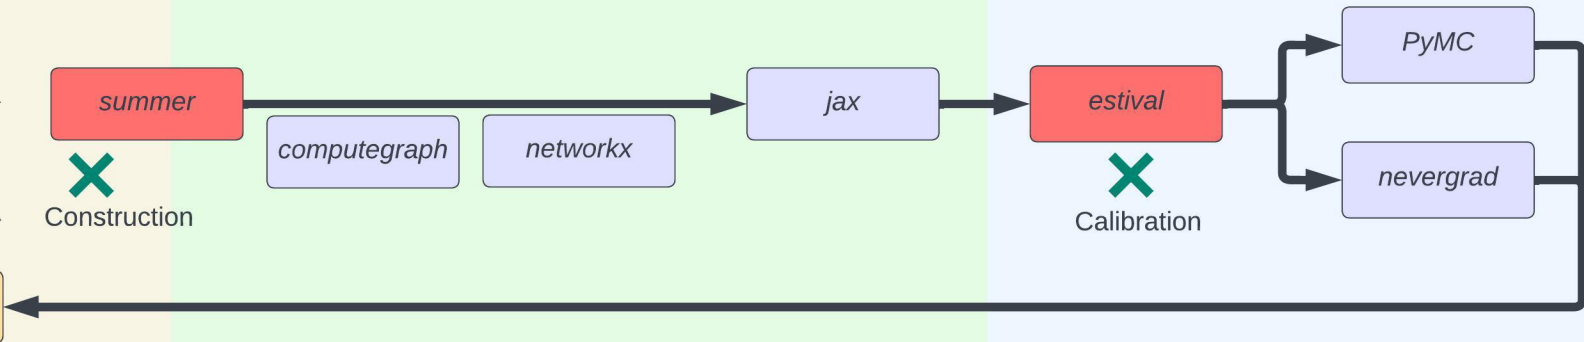 summer
computegraph
networkx
jax
estival
PyMC
nevergrad
Construction
Calibration